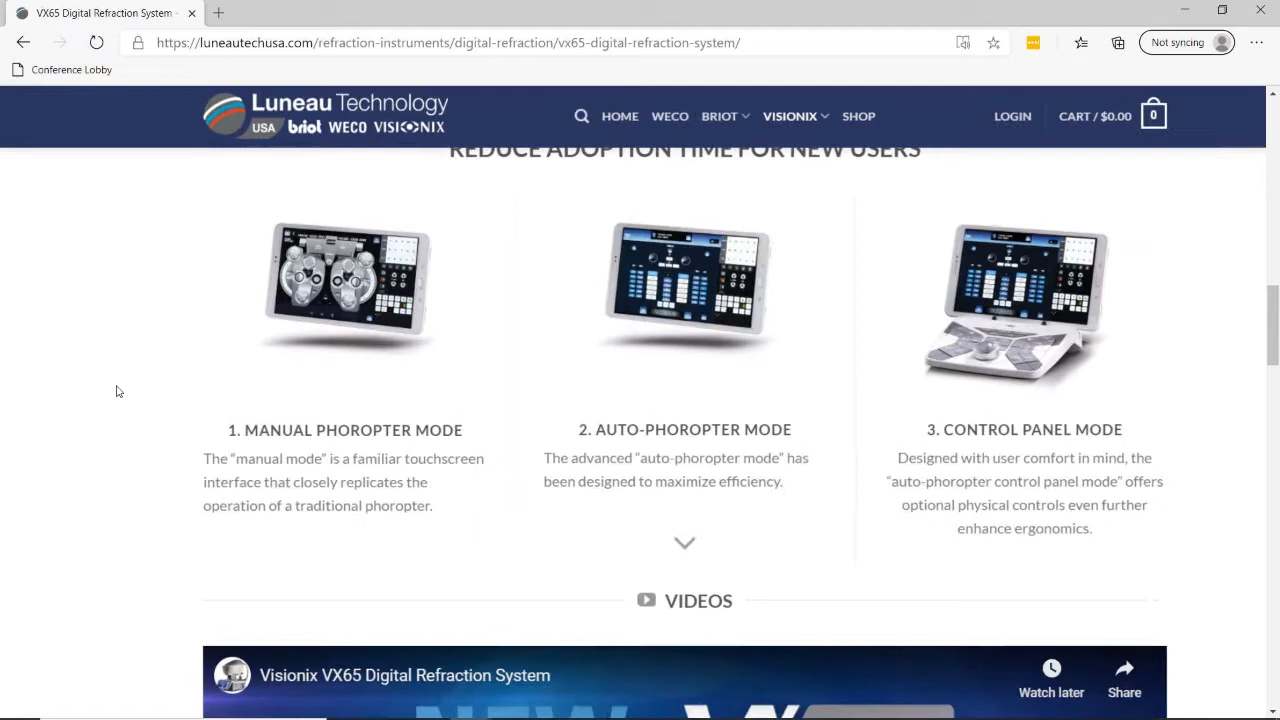 VX65 Digital Refraction System -
https://luneautechusa.com/refraction-instruments/digital-refraction/vx65-digital-refraction-system/
Not syncing
Conference Lobby
Luneau Technology
USA briot WECO VISIONIX
HOME WECO BRIOT VISIONIX SHOP
LOGIN CART / $0.00 0
REDUCE ADOPTION TIME FOR NEW USERS
1. MANUAL PHOROPTER MODE
The “manual mode” is a familiar touchscreen
interface that closely replicates the
operation of a traditional phoropter.
2. AUTO-PHOROPTER MODE
The advanced “auto-phoropter mode” has
been designed to maximize efficiency.
3. CONTROL PANEL MODE
Designed with user comfort in mind, the
“auto-phoropter control panel mode” offers
optional physical controls even further
enhance ergonomics.
VIDEOS
Visionix VX65 Digital Refraction System
Watch later
Share